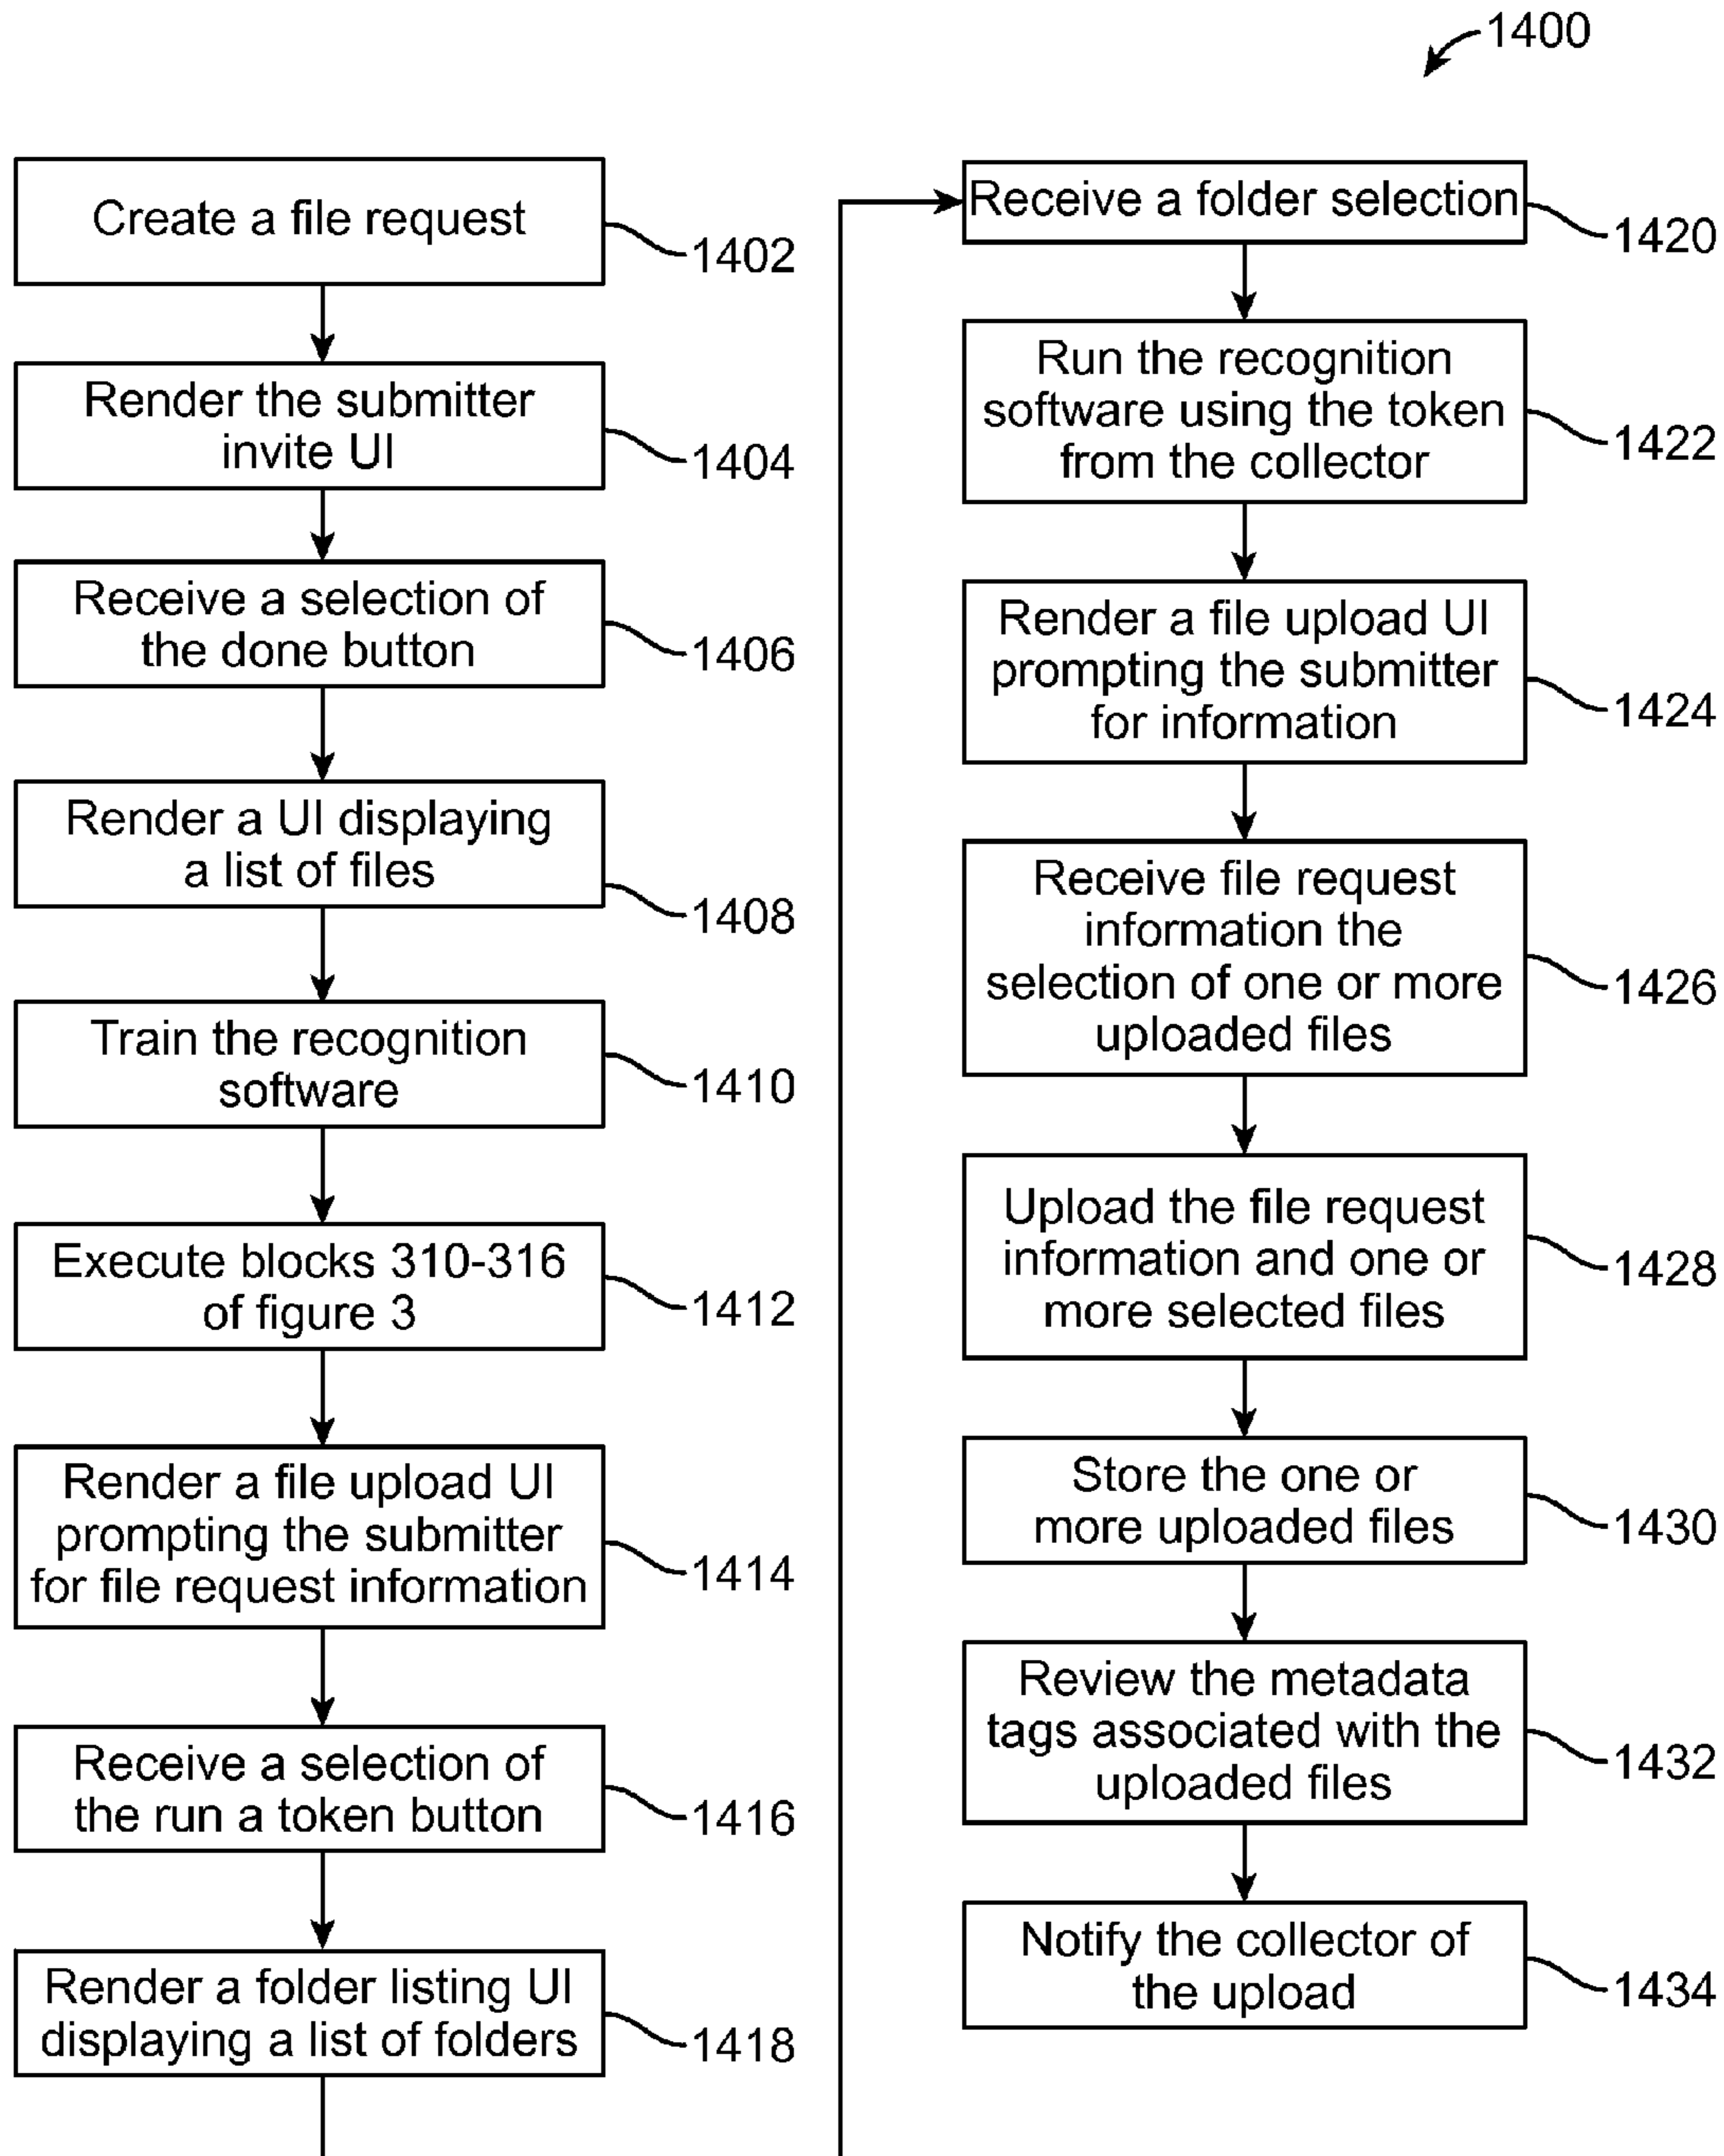 1400
Create a file request
1402
Render the submitter
invite UI
1404
Receive a selection of
the done button
1406
Render a UI displaying
a list of files
1408
Train the recognition
software
1410
Execute blocks 310-316
of figure 3
1412
Render a file upload UI
prompting the submitter
for file request information
1414
Receive a selection of
the run a token button
1416
Render a folder listing UI
displaying a list of folders
1418
Receive a folder selection
1420
Run the recognition
software using the token
from the collector
1422
Render a file upload UI
prompting the submitter
for information
1424
Receive file request
information the
selection of one or more
uploaded files
1426
Upload the file request
information and one or
more selected files
1428
Store the one or
more uploaded files
1430
Review the metadata
tags associated with the
uploaded files
1432
Notify the collector of
the upload
1434